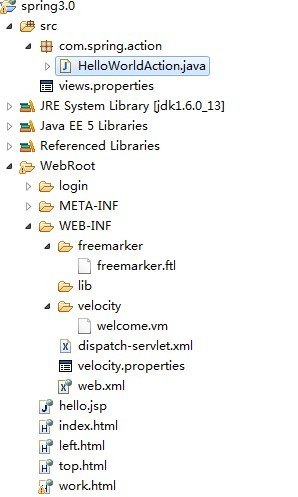 spring3.0
src
com.spring.action
HelloWorldAction.java
views.properties
JRE System Library [jdk1.6.0_13]
Java EE 5 Libraries
Referenced Libraries
WebRoot
login
META-INF
WEB-INF
freemarker
freemarker.ftl
lib
velocity
welcome.vm
dispatch-servlet.xml
velocity.properties
web.xml
hello.jsp
index.html
left.html
top.html
work.html